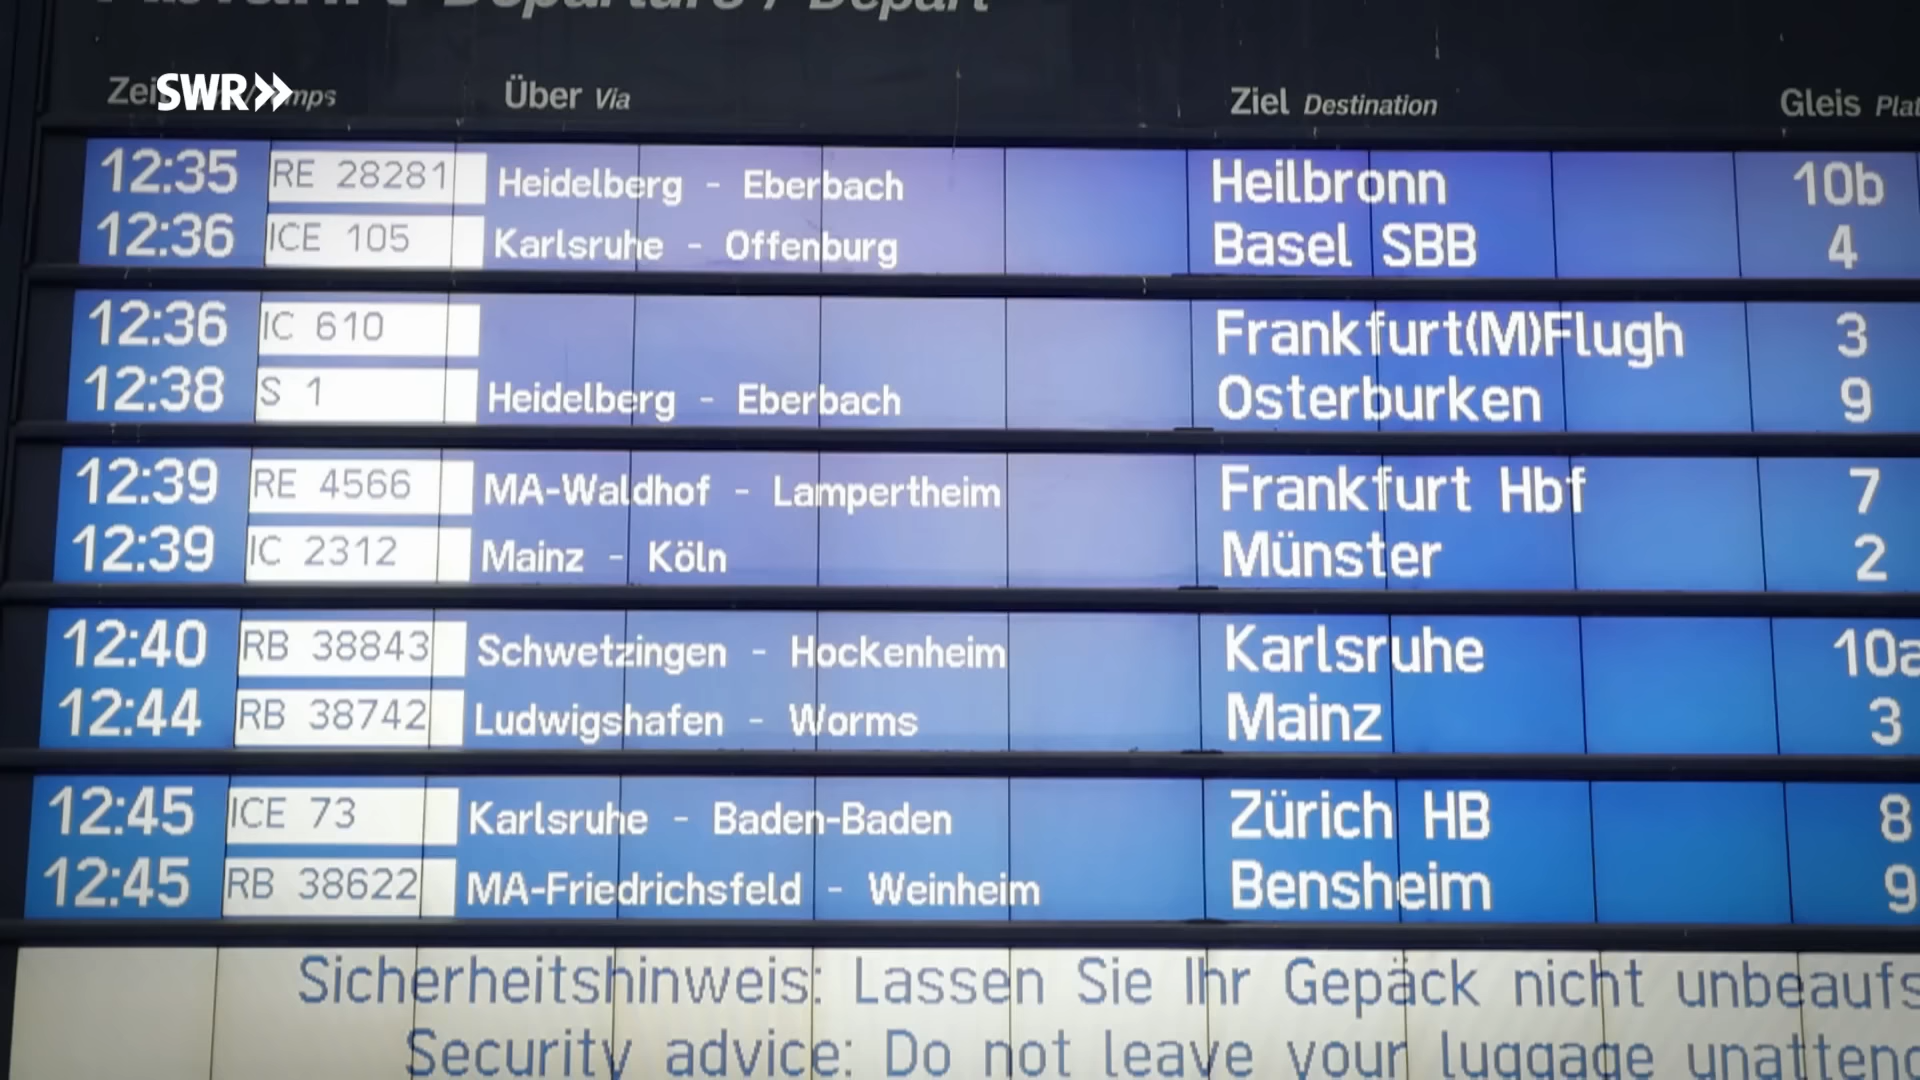 Departure / Départ
SWR
Über Via Ziel Destination Gleis
12:35 RE 28281 Heidelberg - Eberbach Heilbronn 10b
12:36 ICE 105 Karlsruhe - Offenburg Basel SBB 4
12:36 IC 610 Frankfurt(M)Flugh 3
12:38 S 1 Heidelberg - Eberbach Osterburken 9
12:39 RE 4566 MA-Waldhof - Lampertheim Frankfurt Hbf 7
12:39 IC 2312 Mainz - Köln Münster 2
12:40 RB 38843 Schwetzingen - Hockenheim Karlsruhe 10a
12:44 RB 38742 Ludwigshafen - Worms Mainz 3
12:45 ICE 73 Karlsruhe - Baden-Baden Zürich HB 8
12:45 RB 38622 MA-Friedrichsfeld - Weinheim Bensheim 9
Sicherheitshinweis: Lassen Sie Ihr Gepäck nicht unbeaufs
Security advice: Do not leave your luggage unattend